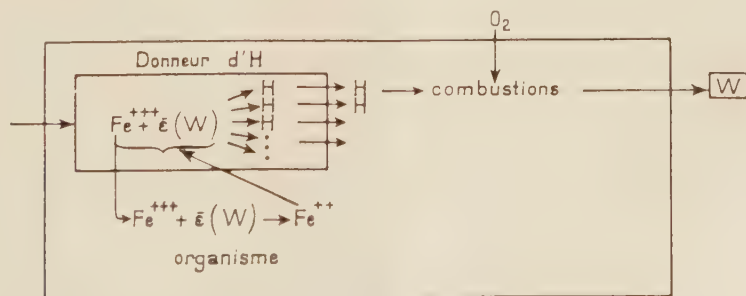 O₂
Donneur d'H
H H
Fe+++ + ε̄ (W) H H → combustions → W
H
Fe+++ + ε̄ (W) → Fe++
organisme